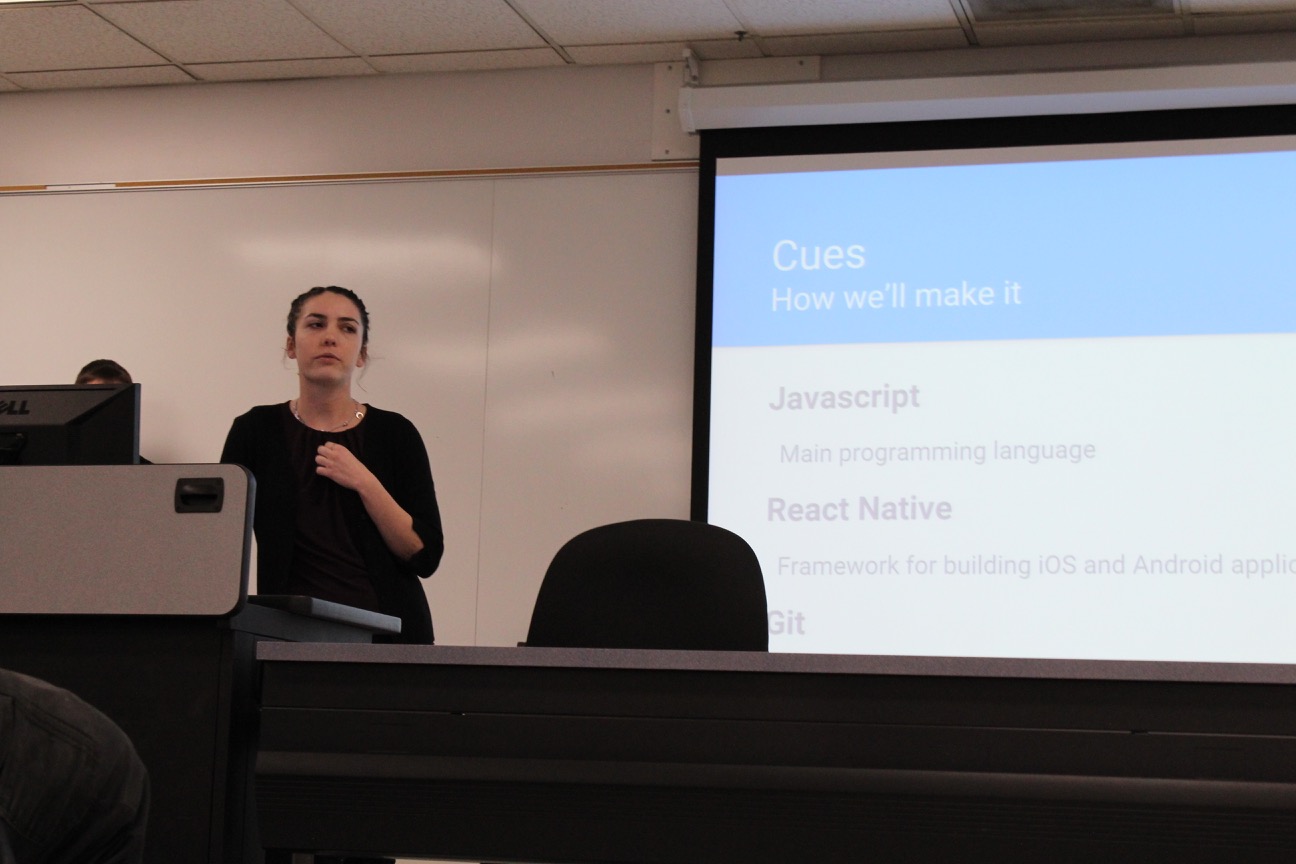 Cues
How we'll make it
Javascript
Main programming language
React Native
Framework for building iOS and Android applic
Git
DELL